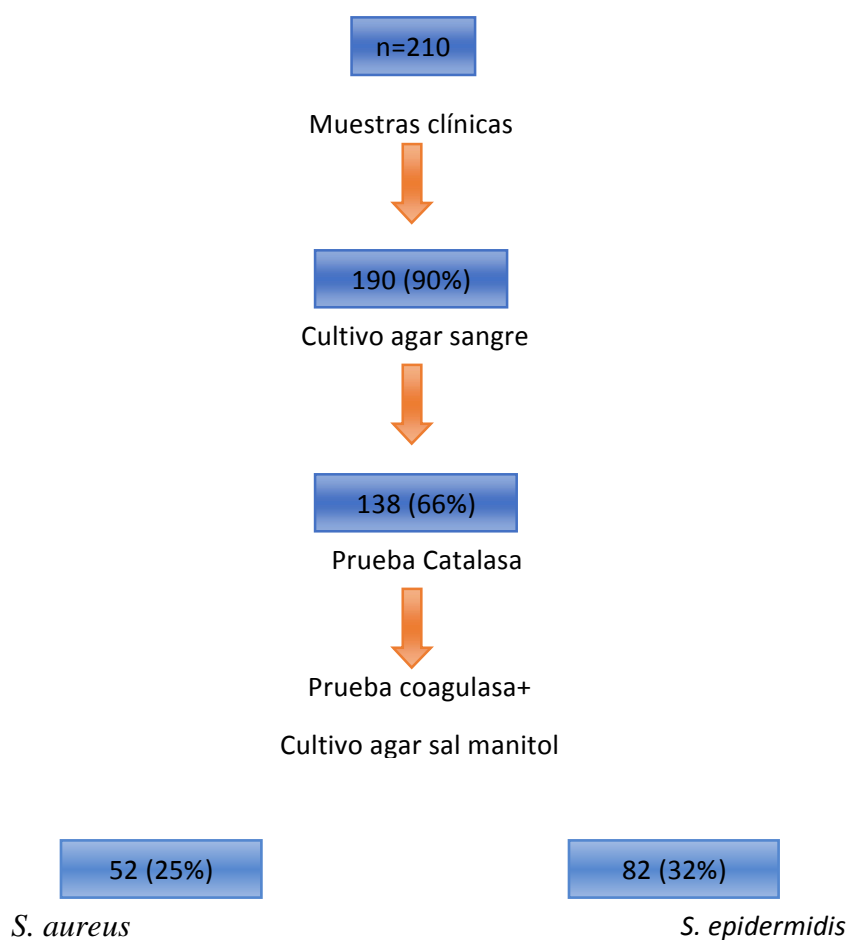 n=210
Muestras clínicas
190 (90%)
Cultivo agar sangre
138 (66%)
Prueba Catalasa
Prueba coagulasa+
Cultivo agar sal manitol
52 (25%)
82 (32%)
S. aureus
S. epidermidis